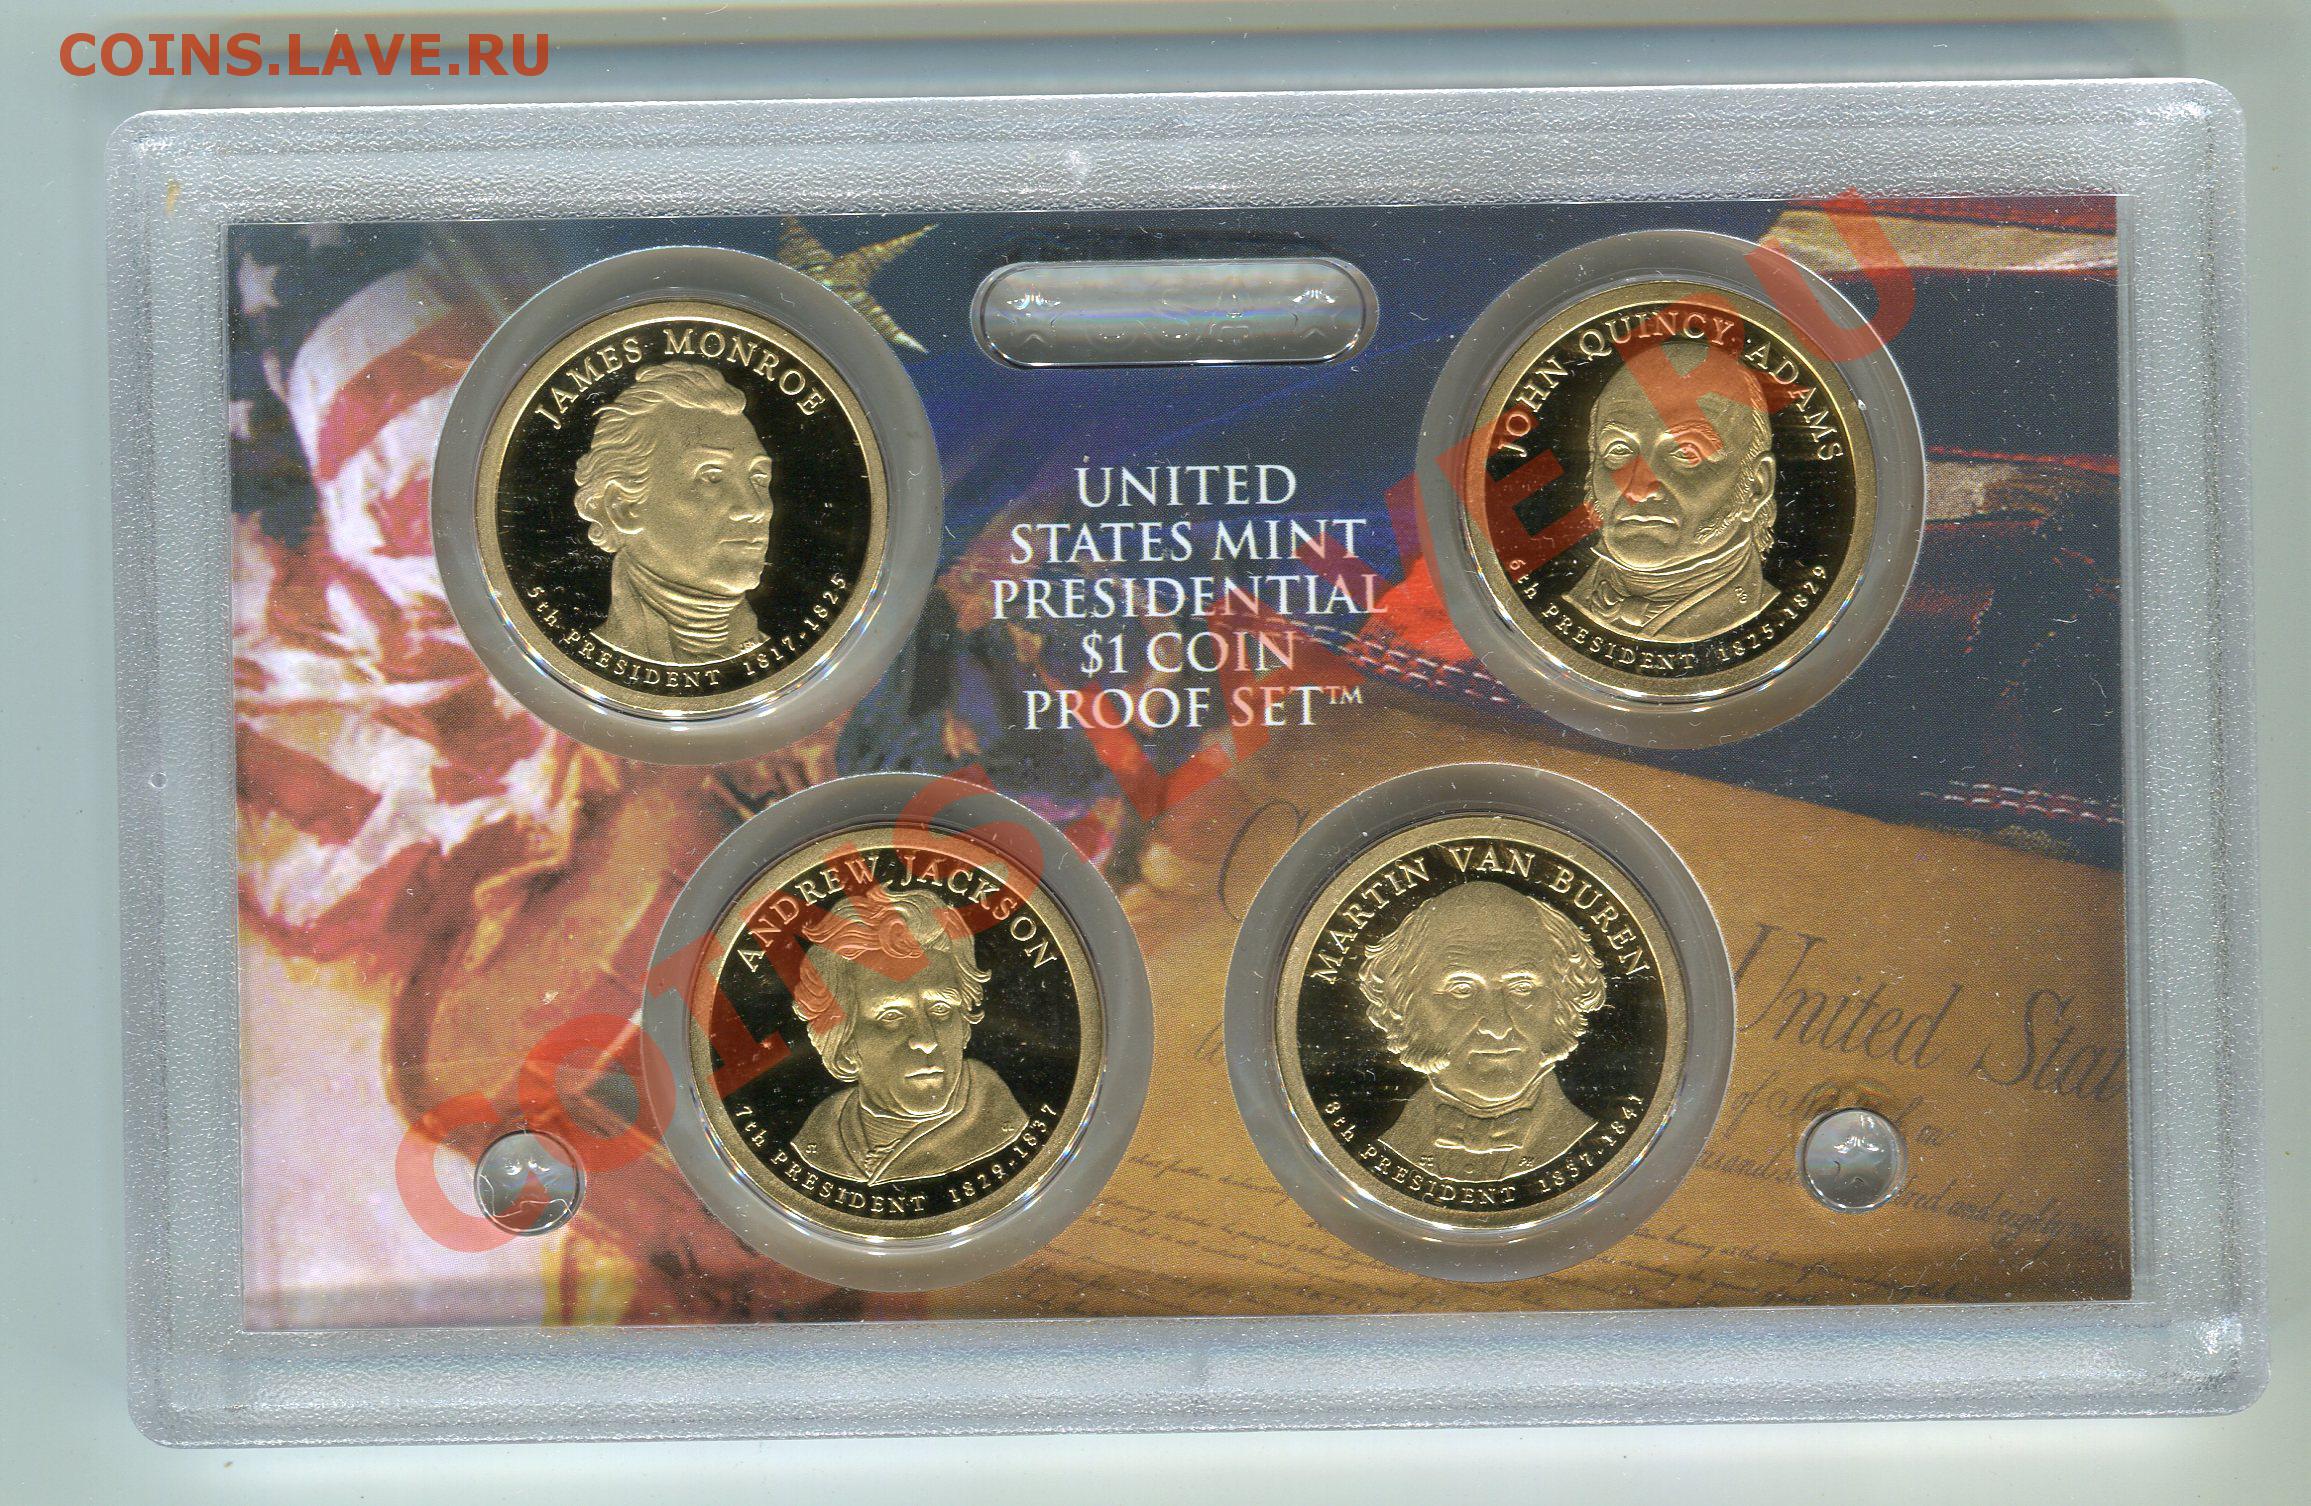 COINS.LAVE.RU
JAMES MONROE
5th PRESIDENT 1817-1825
UNITED
STATES MINT
PRESIDENTIAL
$1 COIN
PROOF SET™
JOHN QUINCY ADAMS
6th PRESIDENT 1825-1829
ANDREW JACKSON
7th PRESIDENT 1829-1837
MARTIN VAN BUREN
8th PRESIDENT 1837-1841
COINS.LAVE.RU
USA
United Stat